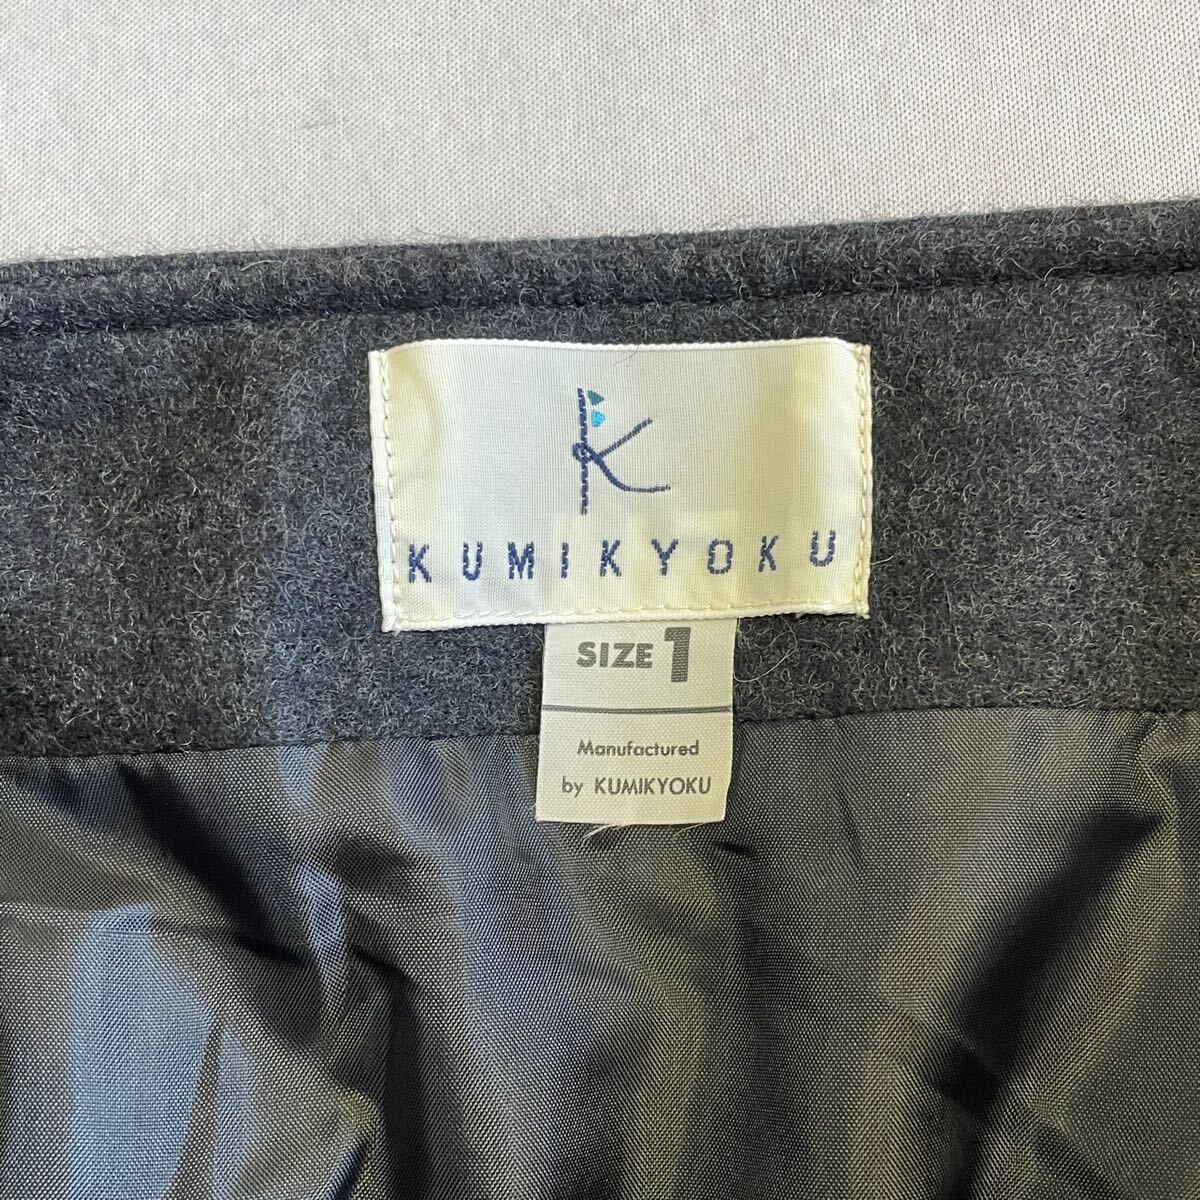 K
KUMIKYOKU
SIZE 1
Manufactured
by KUMIKYOKU